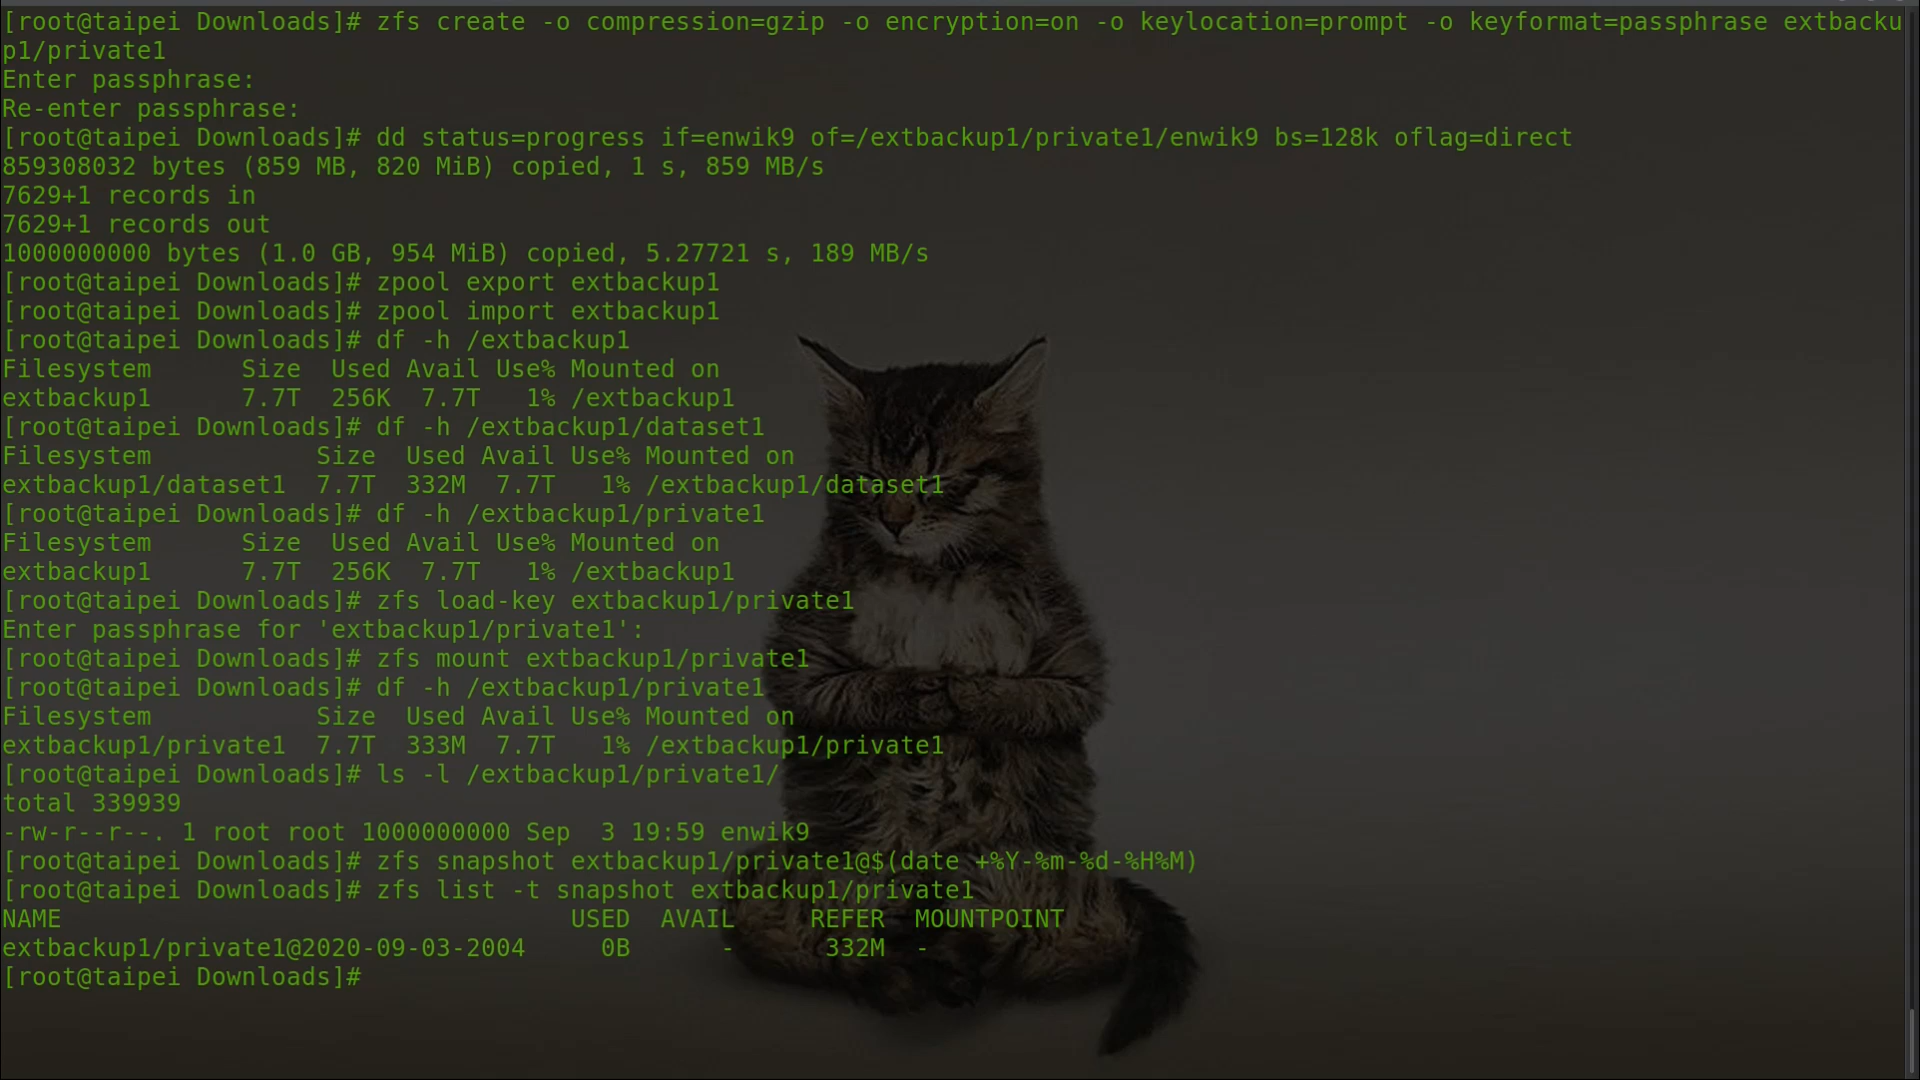 [root@taipei Downloads]# zfs create -o compression=gzip -o encryption=on -o keylocation=prompt -o keyformat=passphrase extbacku
p1/private1
Enter passphrase:
Re-enter passphrase:
[root@taipei Downloads]# dd status=progress if=enwik9 of=/extbackup1/private1/enwik9 bs=128k oflag=direct
859308032 bytes (859 MB, 820 MiB) copied, 1 s, 859 MB/s
7629+1 records in
7629+1 records out
1000000000 bytes (1.0 GB, 954 MiB) copied, 5.27721 s, 189 MB/s
[root@taipei Downloads]# zpool export extbackup1
[root@taipei Downloads]# zpool import extbackup1
[root@taipei Downloads]# df -h /extbackup1
Filesystem      Size  Used Avail Use% Mounted on
extbackup1      7.7T  256K  7.7T   1% /extbackup1
[root@taipei Downloads]# df -h /extbackup1/dataset1
Filesystem           Size  Used Avail Use% Mounted on
extbackup1/dataset1  7.7T  332M  7.7T   1% /extbackup1/dataset1
[root@taipei Downloads]# df -h /extbackup1/private1
Filesystem      Size  Used Avail Use% Mounted on
extbackup1      7.7T  256K  7.7T   1% /extbackup1
[root@taipei Downloads]# zfs load-key extbackup1/private1
Enter passphrase for 'extbackup1/private1':
[root@taipei Downloads]# zfs mount extbackup1/private1
[root@taipei Downloads]# df -h /extbackup1/private1
Filesystem           Size  Used Avail Use% Mounted on
extbackup1/private1  7.7T  333M  7.7T   1% /extbackup1/private1
[root@taipei Downloads]# ls -l /extbackup1/private1/
total 339939
-rw-r--r--. 1 root root 1000000000 Sep  3 19:59 enwik9
[root@taipei Downloads]# zfs snapshot extbackup1/private1@$(date +%Y-%m-%d-%H%M)
[root@taipei Downloads]# zfs list -t snapshot extbackup1/private1
NAME                                  USED  AVAIL     REFER  MOUNTPOINT
extbackup1/private1@2020-09-03-2004     0B      -      332M  -
[root@taipei Downloads]#